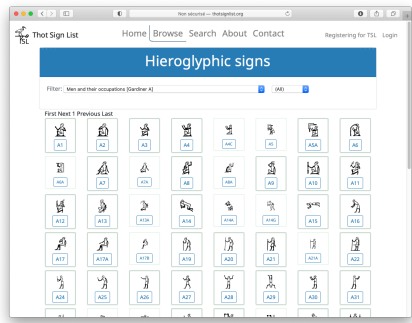 Non sécurisé — thotsignlist.org
TSL
Thot Sign List
Home Browse Search About Contact
Registering for TSL Login
Hieroglyphic signs
Filter: Men and their occupations [Gardiner A] (All)
First Next 1 Previous Last
A1 A2 A3 A4 A4C A5 A5A A6
A6A A7 A7A A8 A8A A9 A10 A11
A12 A13 A13A A14 A14A A14G A15 A16
A17 A17A A17B A19 A20 A21 A21A A22
A24 A25 A26 A27 A28 A29 A30 A31